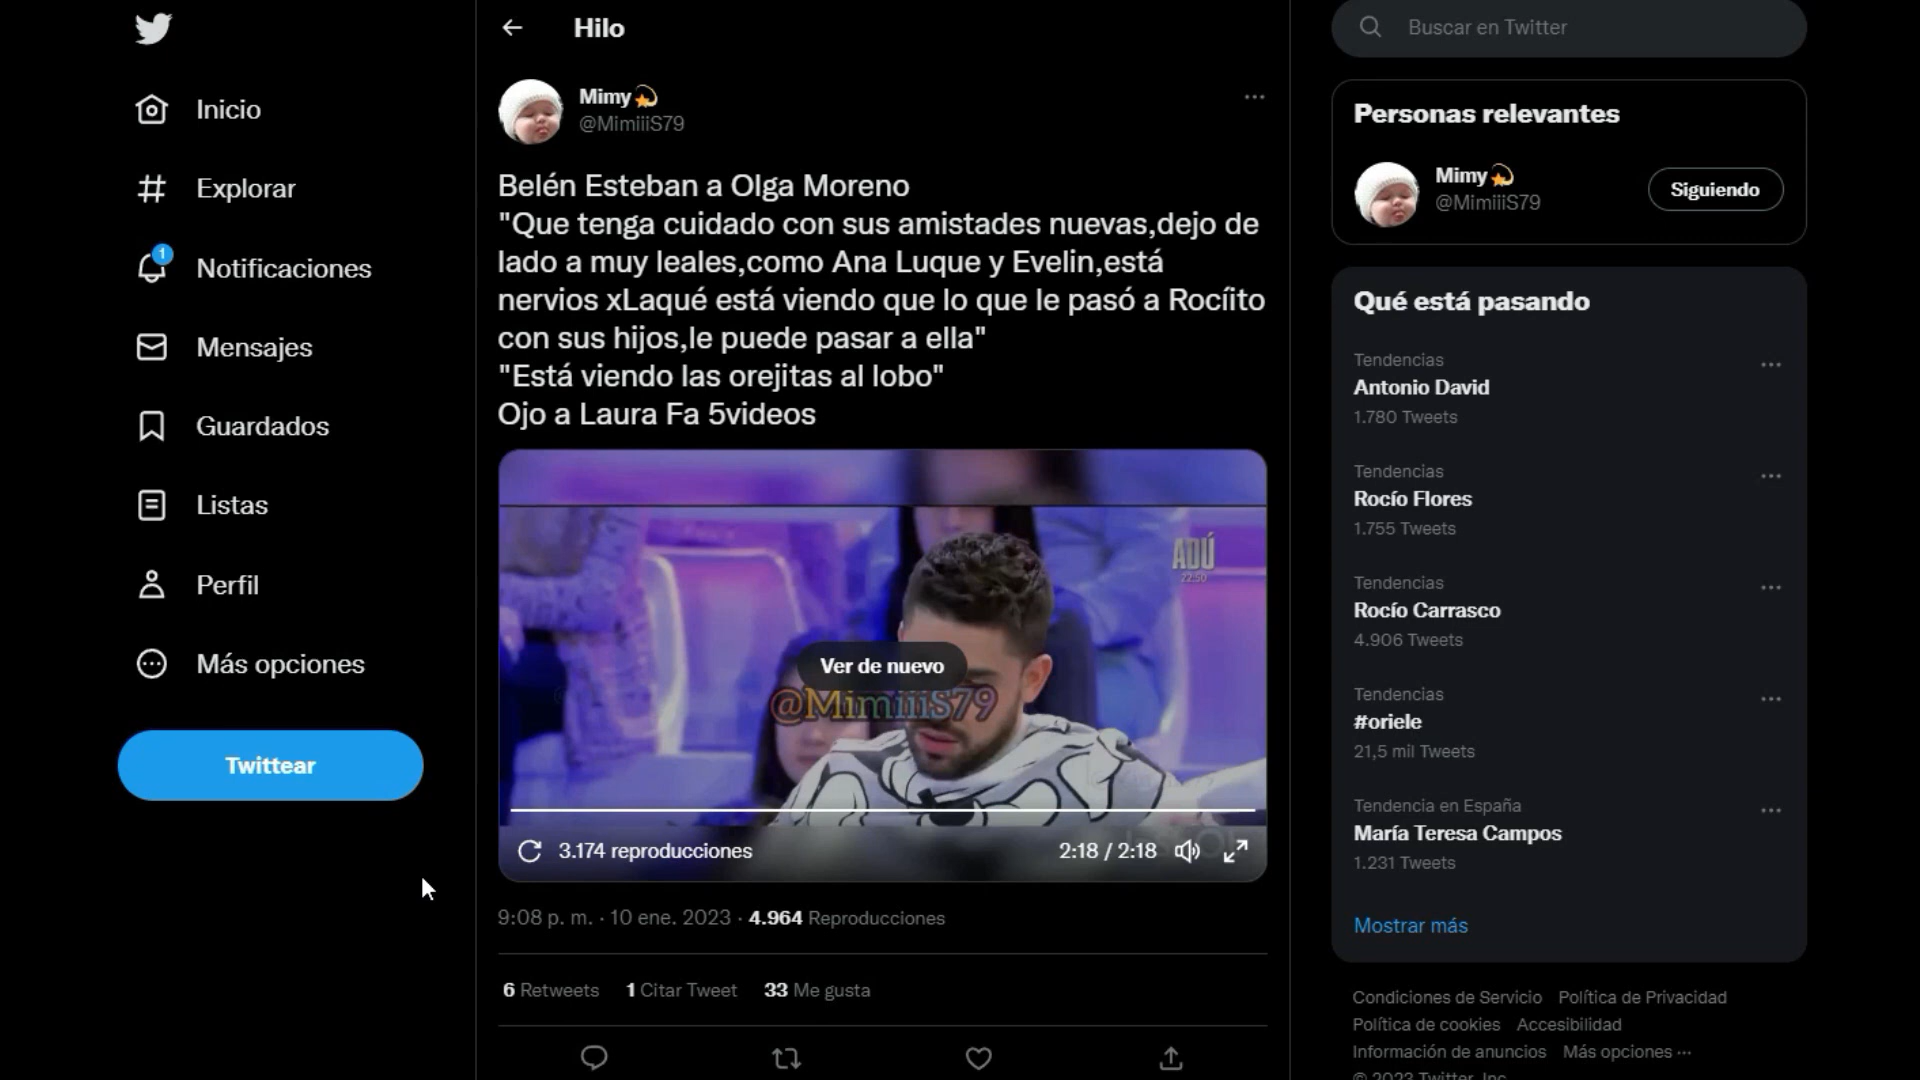 Inicio
Explorar
1
Notificaciones
Mensajes
Guardados
Listas
Perfil
Más opciones
Twittear
Hilo
Mimy
@MimiiiS79
Belén Esteban a Olga Moreno
"Que tenga cuidado con sus amistades nuevas,dejo de
lado a muy leales,como Ana Luque y Evelin,está
nervios xLaqué está viendo que lo que le pasó a Rocíito
con sus hijos,le puede pasar a ella"
"Está viendo las orejitas al lobo"
Ojo a Laura Fa 5videos
ADÚ
22:50
Ver de nuevo
@MimiiiS79
3.174 reproducciones
2:18 / 2:18
9:08 p. m. · 10 ene. 2023 · 4.964 Reproducciones
6 Retweets 1 Citar Tweet 33 Me gusta
Buscar en Twitter
Personas relevantes
Mimy
@MimiiiS79
Siguiendo
Qué está pasando
Tendencias
Antonio David
1.780 Tweets
Tendencias
Rocío Flores
1.755 Tweets
Tendencias
Rocío Carrasco
4.906 Tweets
Tendencias
#oriele
21,5 mil Tweets
Tendencia en España
María Teresa Campos
1.231 Tweets
Mostrar más
Condiciones de Servicio Política de Privacidad
Política de cookies Accesibilidad
Información de anuncios Más opciones ···
© 2023 Twitter, Inc.